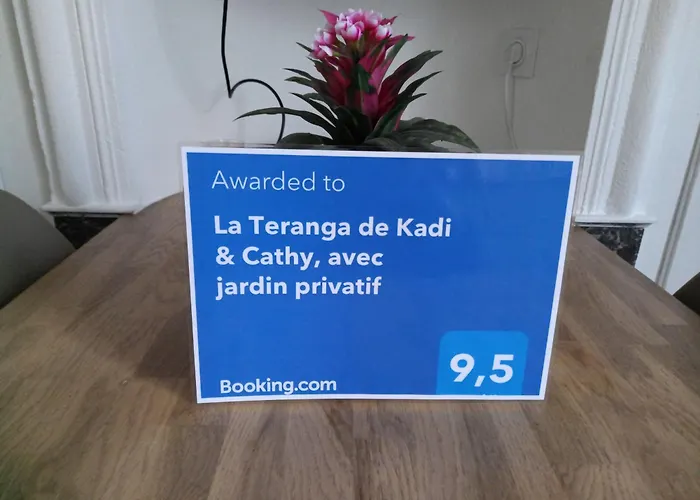 Awarded to
La Teranga de Kadi
& Cathy, avec
jardin privatif
9,5
Booking.com